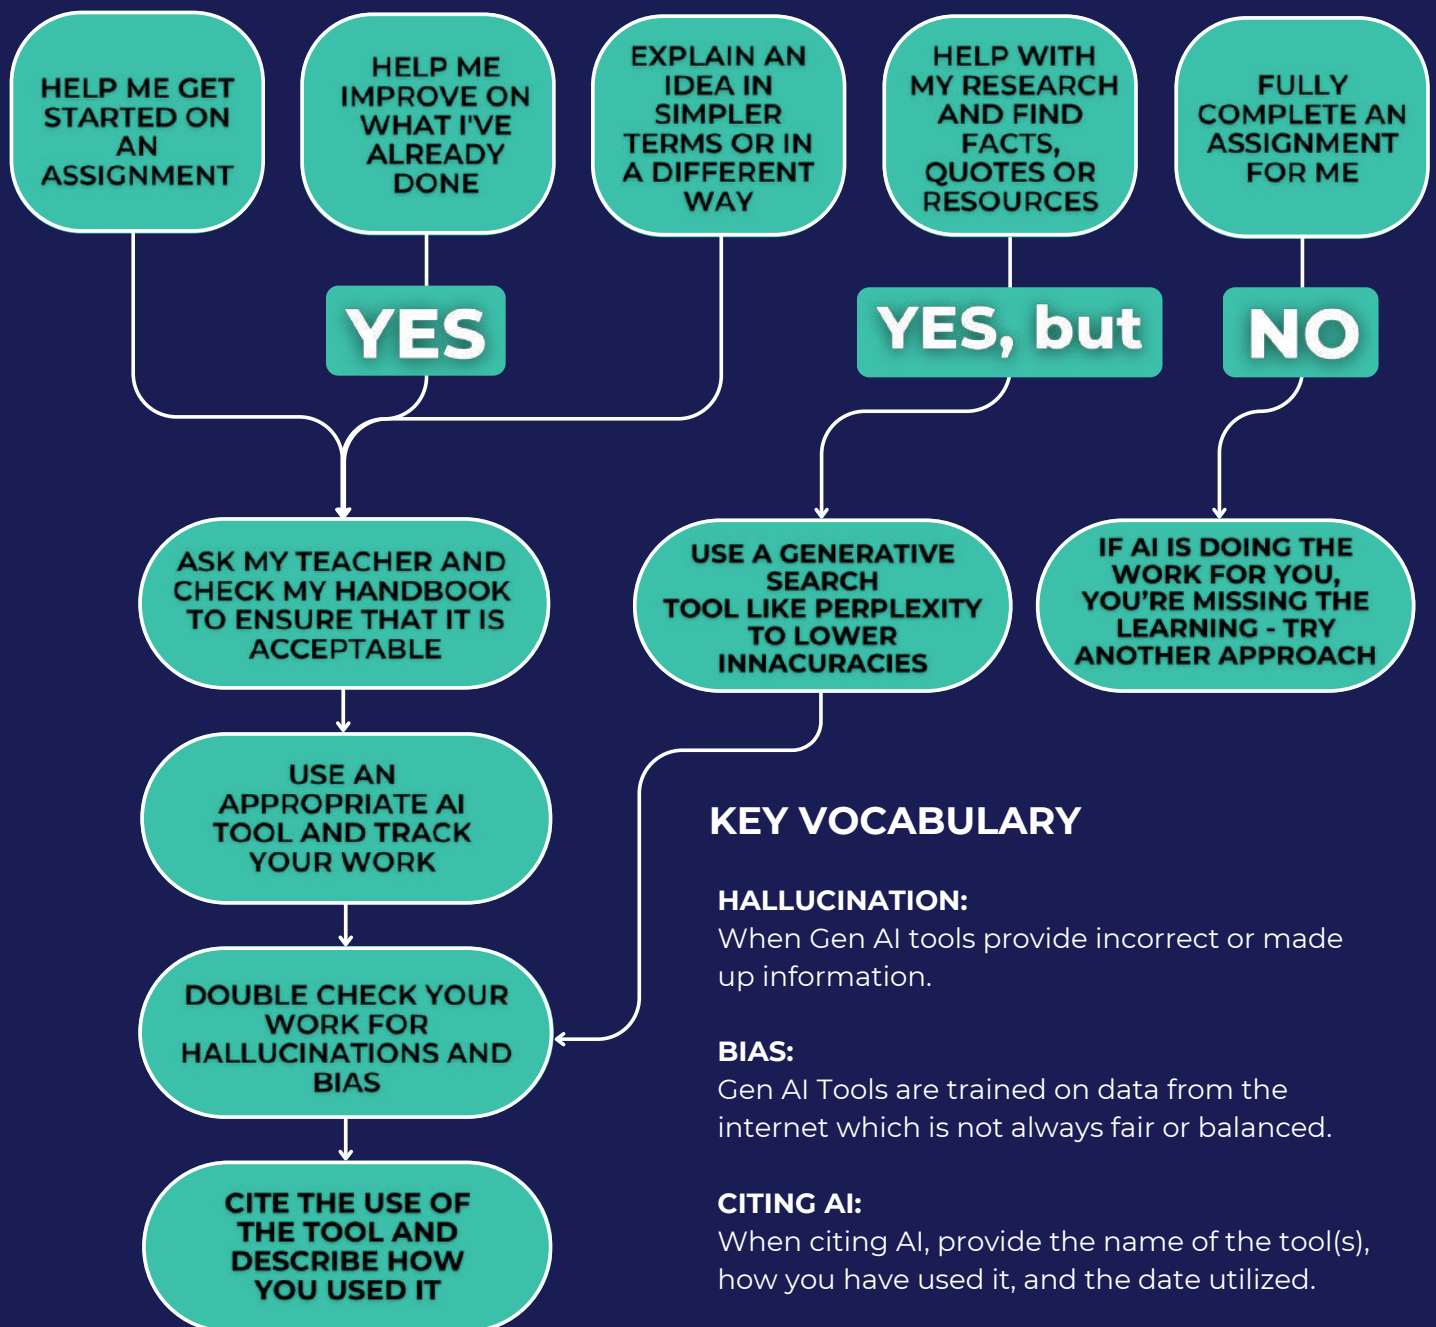 HELP ME GET
STARTED ON
AN
ASSIGNMENT
HELP ME
IMPROVE ON
WHAT I'VE
ALREADY
DONE
EXPLAIN AN
IDEA IN
SIMPLER
TERMS OR IN
A DIFFERENT
WAY
HELP WITH
MY RESEARCH
AND FIND
FACTS,
QUOTES OR
RESOURCES
FULLY
COMPLETE AN
ASSIGNMENT
FOR ME
YES
YES, but
NO
ASK MY TEACHER AND
CHECK MY HANDBOOK
TO ENSURE THAT IT IS
ACCEPTABLE
USE A GENERATIVE
SEARCH
TOOL LIKE PERPLEXITY
TO LOWER
INNACURACIES
IF AI IS DOING THE
WORK FOR YOU,
YOU'RE MISSING THE
LEARNING - TRY
ANOTHER APPROACH
USE AN
APPROPRIATE AI
TOOL AND TRACK
YOUR WORK
DOUBLE CHECK YOUR
WORK FOR
HALLUCINATIONS AND
BIAS
CITE THE USE OF
THE TOOL AND
DESCRIBE HOW
YOU USED IT
KEY VOCABULARY
HALLUCINATION:
When Gen AI tools provide incorrect or made
up information.
BIAS:
Gen AI Tools are trained on data from the
internet which is not always fair or balanced.
CITING AI:
When citing AI, provide the name of the tool(s),
how you have used it, and the date utilized.